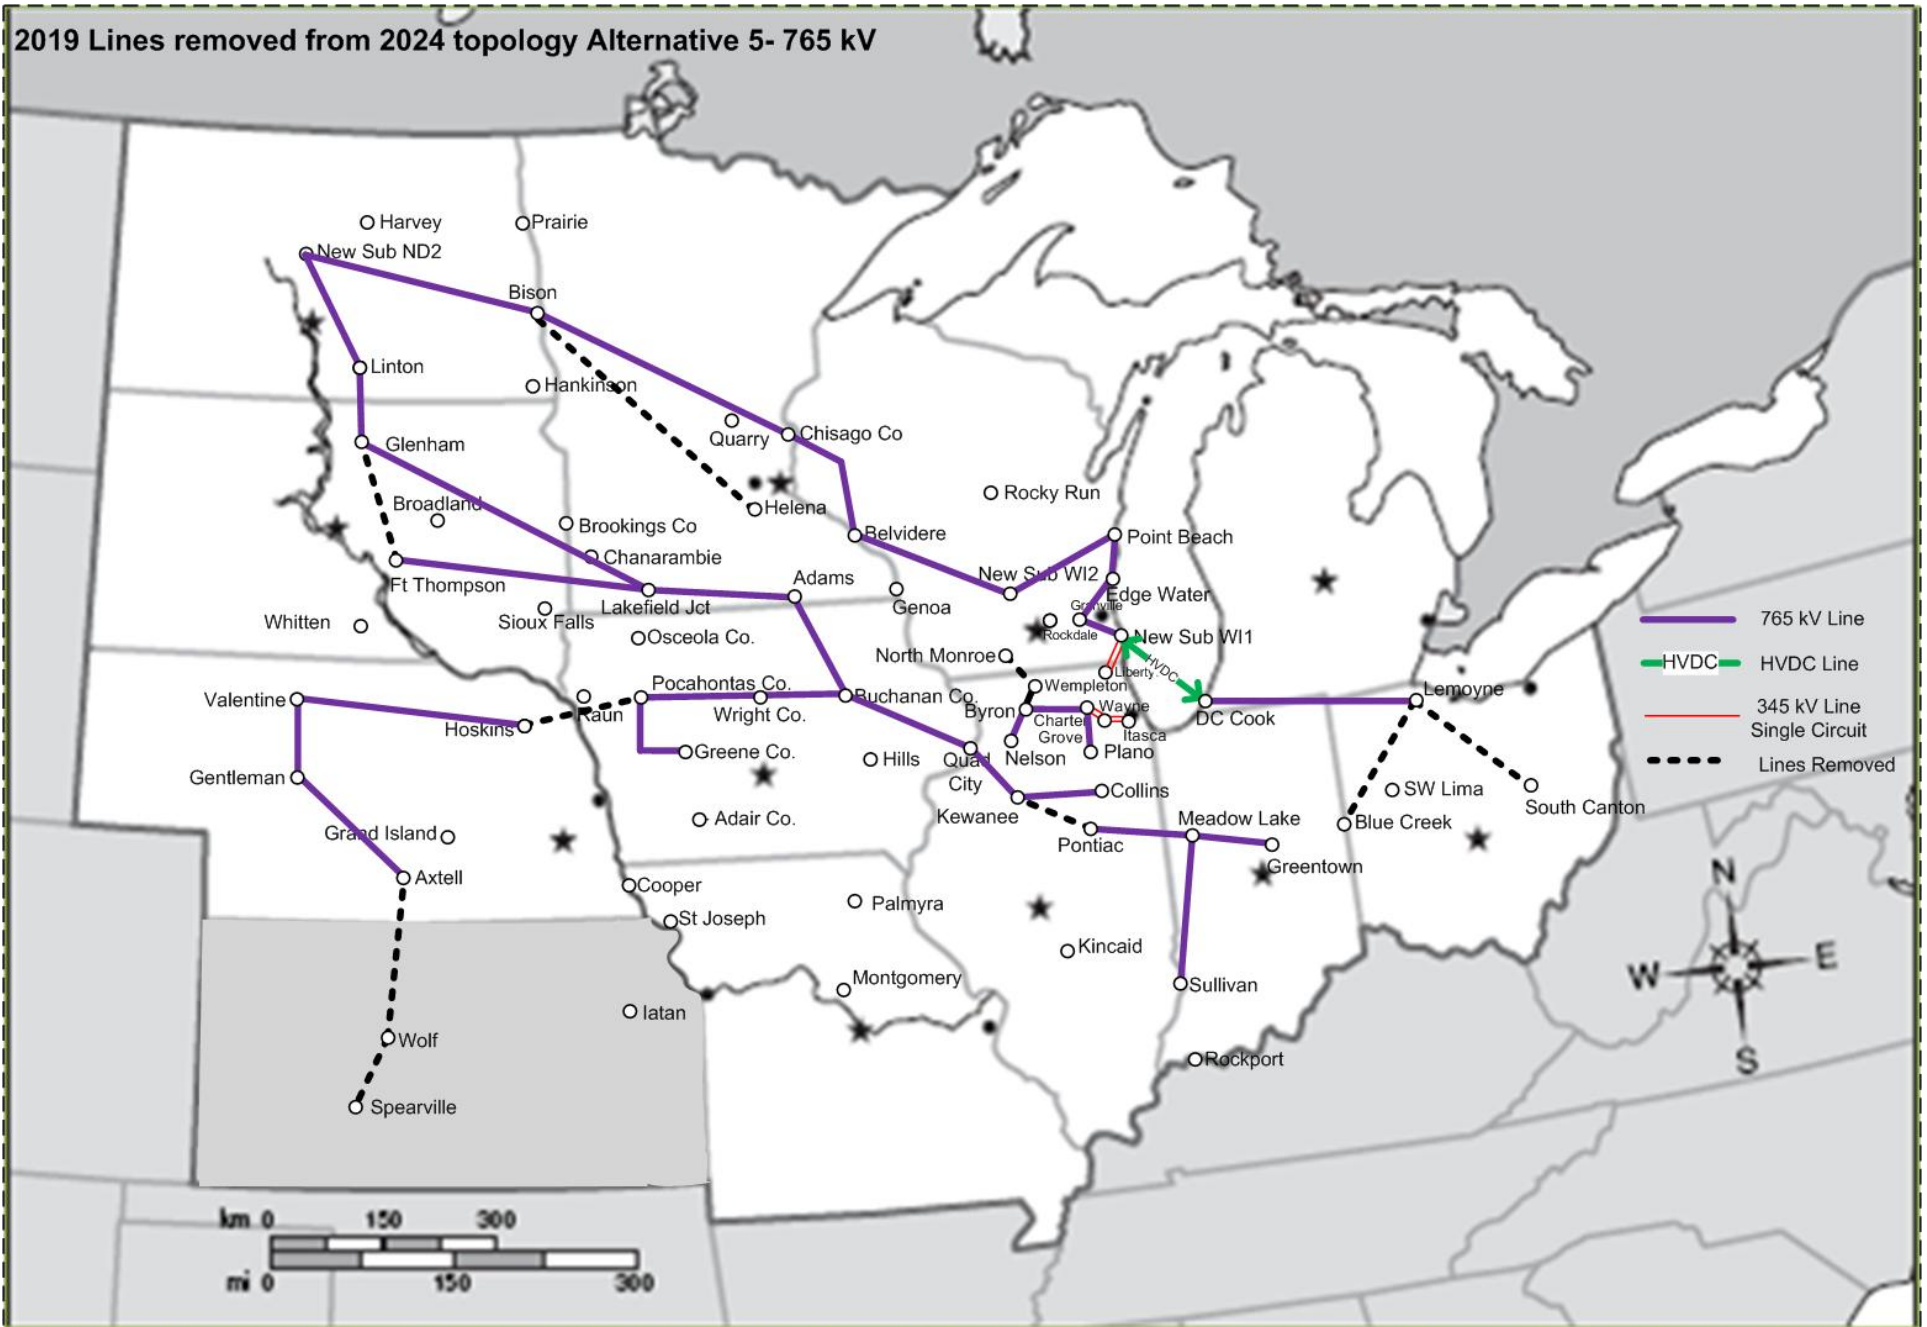 2019 Lines removed from 2024 topology Alternative 5- 765 kV
Harvey
Prairie
New Sub ND2
Bison
Linton
Hankinson
Glenham
Quarry
Chisago Co
Broadland
Brookings Co
Helena
Rocky Run
Belvidere
Point Beach
Chanarambie
Ft Thompson
Lakefield Jct
Adams
New Sub WI2
Edge Water
Genoa
Granville
Whitten
Sioux Falls
Osceola Co.
Rockdale
New Sub WI1
HVDC
North Monroe
Liberty
Valentine
Hoskins
Raun
Pocahontas Co.
Wright Co.
Buchanan Co.
Wempleton
Byron
Charter
Grove
Wayne
Itasca
DC Cook
Lemoyne
Greene Co.
Hills
Quad
City
Nelson
Plano
Gentleman
Grand Island
Adair Co.
Kewanee
Collins
Pontiac
Meadow Lake
Greentown
SW Lima
Blue Creek
South Canton
Axtell
Cooper
St Joseph
Palmyra
Kincaid
Montgomery
Sullivan
Iatan
Wolf
Rockport
Spearville
765 kV Line
HVDC HVDC Line
345 kV Line
Single Circuit
Lines Removed
N
W E
S
km 0 150 300
mi 0 150 300